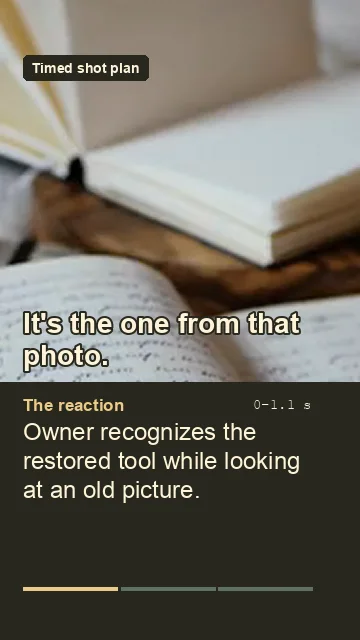 Timed shot plan
It's the one from that
photo.
The reaction
0-1.1 s
Owner recognizes the
restored tool while looking
at an old picture.